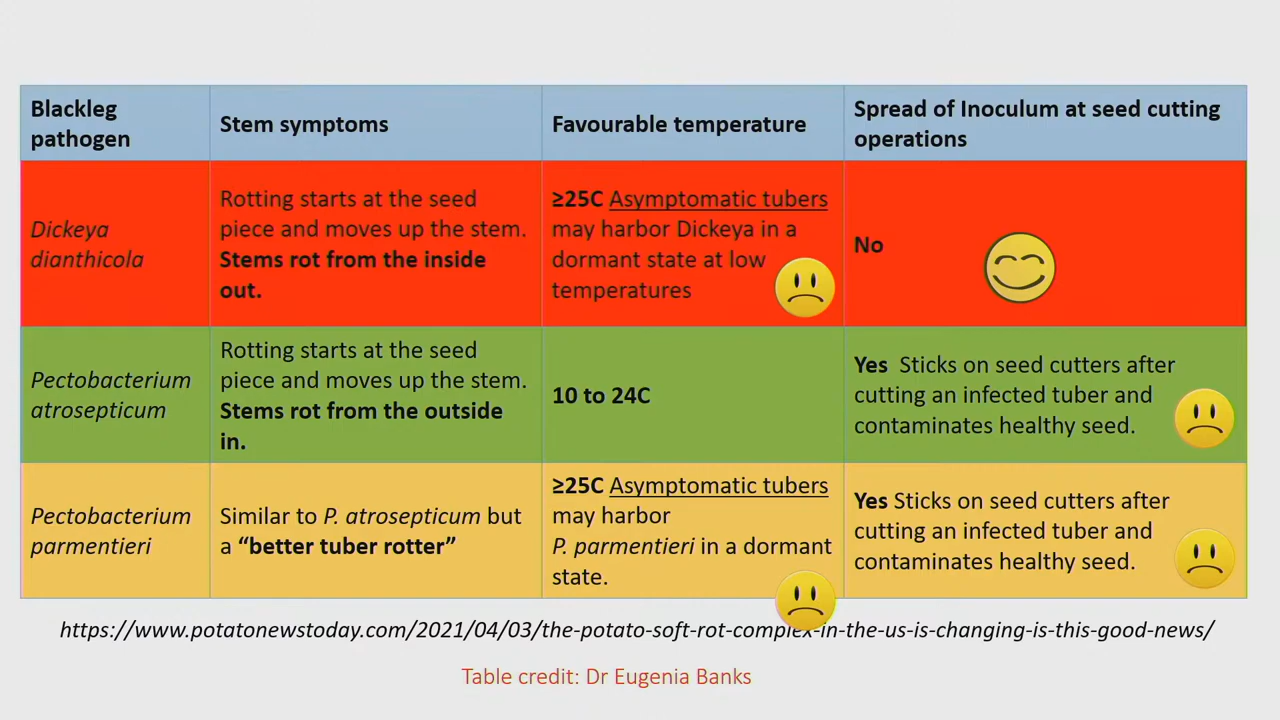 Blackleg
pathogen
Stem symptoms
Favourable temperature
Spread of Inoculum at seed cutting
operations
Dickeya
dianthicola
Rotting starts at the seed
piece and moves up the stem.
Stems rot from the inside
out.
≥25C Asymptomatic tubers
may harbor Dickeya in a
dormant state at low
temperatures
No
Pectobacterium
atrosepticum
Rotting starts at the seed
piece and moves up the stem.
Stems rot from the outside
in.
10 to 24C
Yes Sticks on seed cutters after
cutting an infected tuber and
contaminates healthy seed.
Pectobacterium
parmentieri
Similar to P. atrosepticum but
a “better tuber rotter”
≥25C Asymptomatic tubers
may harbor
P. parmentieri in a dormant
state.
Yes Sticks on seed cutters after
cutting an infected tuber and
contaminates healthy seed.
https://www.potatonewstoday.com/2021/04/03/the-potato-soft-rot-complex-in-the-us-is-changing-is-this-good-news/
Table credit: Dr Eugenia Banks